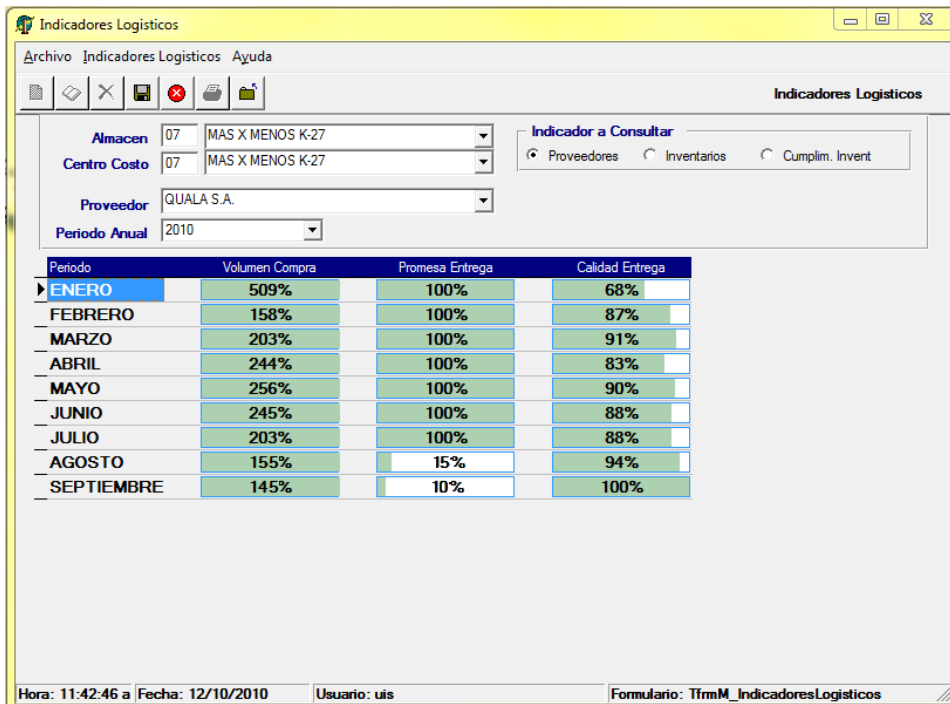 Indicadores Logisticos
Archivo Indicadores Logisticos Ayuda
Indicadores Logisticos
Almacen 07 MAS X MENOS K-27
Centro Costo 07 MAS X MENOS K-27
Proveedor QUALA S.A.
Periodo Anual 2010
Indicador a Consultar
Proveedores Inventarios Cumplim. Invent
Periodo Volumen Compra Promesa Entrega Calidad Entrega
ENERO 509% 100% 68%
FEBRERO 158% 100% 87%
MARZO 203% 100% 91%
ABRIL 244% 100% 83%
MAYO 256% 100% 90%
JUNIO 245% 100% 88%
JULIO 203% 100% 88%
AGOSTO 155% 15% 94%
SEPTIEMBRE 145% 10% 100%
Hora: 11:42:46 a Fecha: 12/10/2010 Usuario: uis Formulario: TfrmM_IndicadoresLogisticos